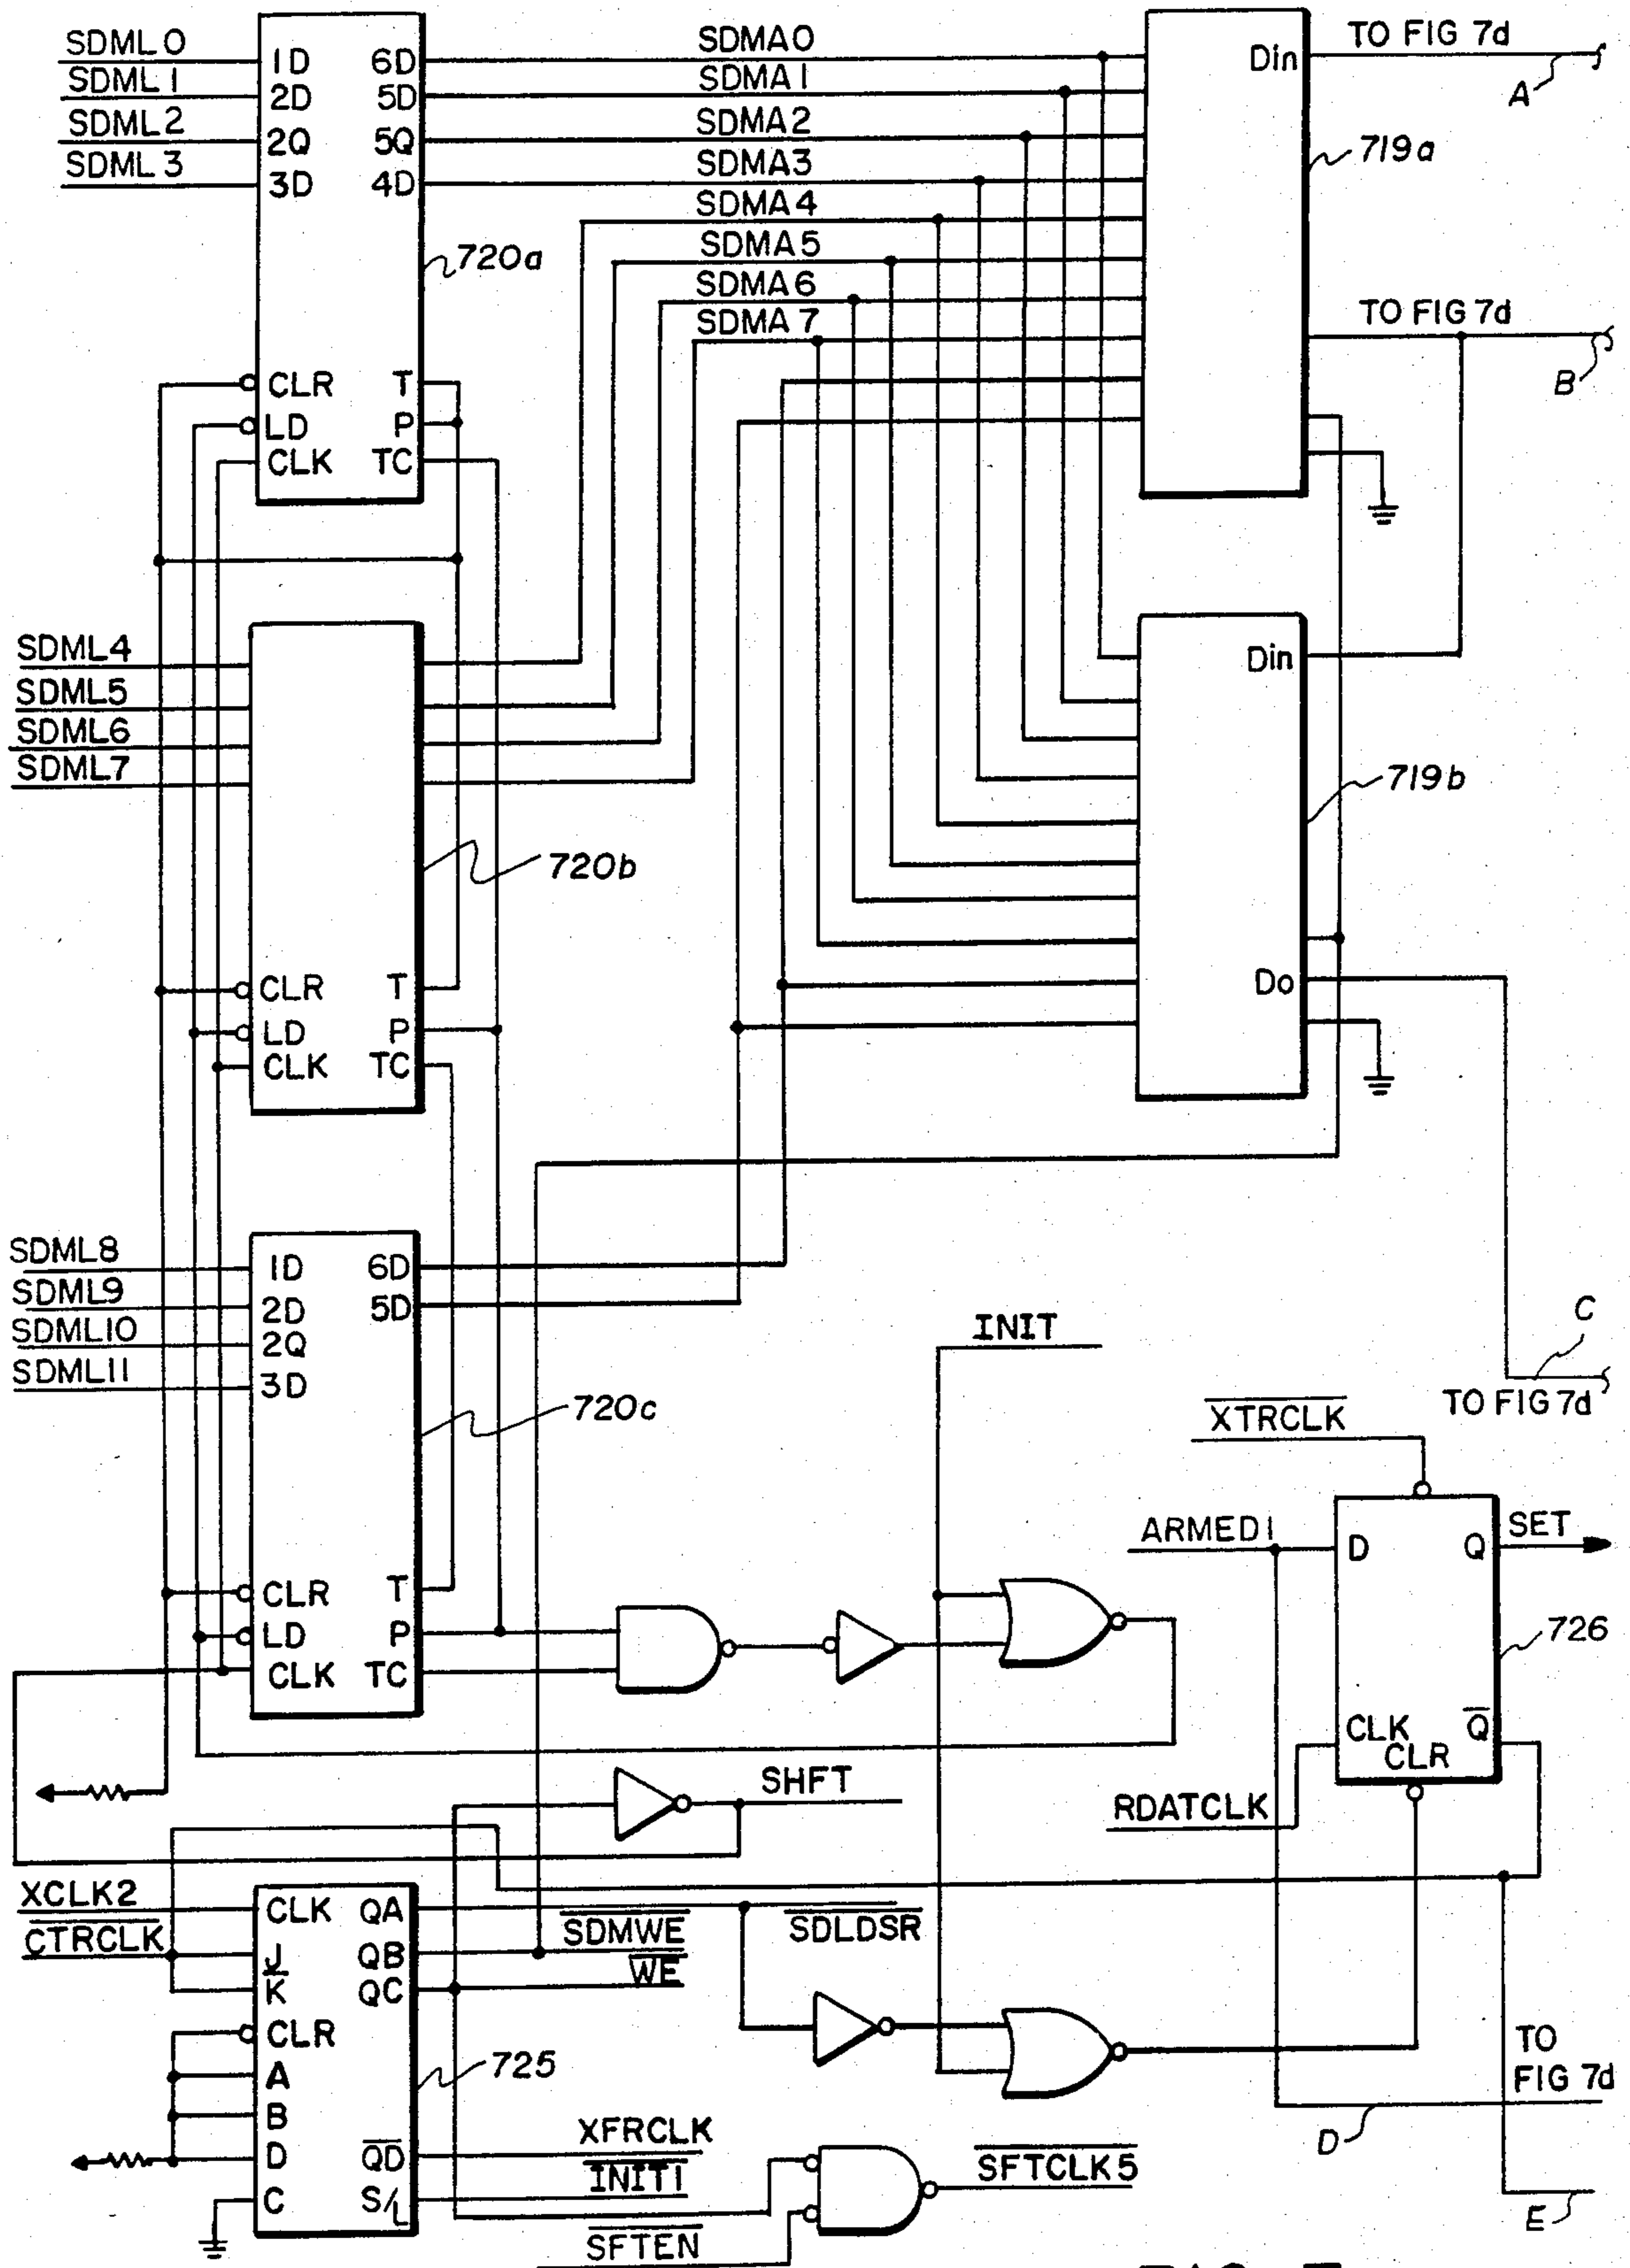 SDML0
SDML1
SDML2
SDML3
1D
2D
2Q
3D
6D
5D
5Q
4D
CLR
LD
CLK
T
P
TC
720a
SDMA0
SDMA1
SDMA2
SDMA3
SDMA4
SDMA5
SDMA6
SDMA7
Din
TO FIG 7d
A
719a
TO FIG 7d
B
SDML4
SDML5
SDML6
SDML7
CLR
LD
CLK
T
P
TC
720b
Din
719b
Do
SDML8
SDML9
SDML10
SDML11
1D
2D
2Q
3D
6D
5D
CLR
LD
CLK
T
P
TC
720c
INIT
C
TO FIG 7d
XTRCLK
ARMED1
D
Q
SET
726
CLK
CLR
Q
RDATCLK
SHFT
XCLK2
CTRCLK
CLK
J
K
CLR
A
B
D
C
QA
QB
QC
QD
S/L
SDMWE
SDLDSR
WE
725
XFRCLK
INIT1
SFTEN
SFTCLK5
TO
FIG 7d
D
E